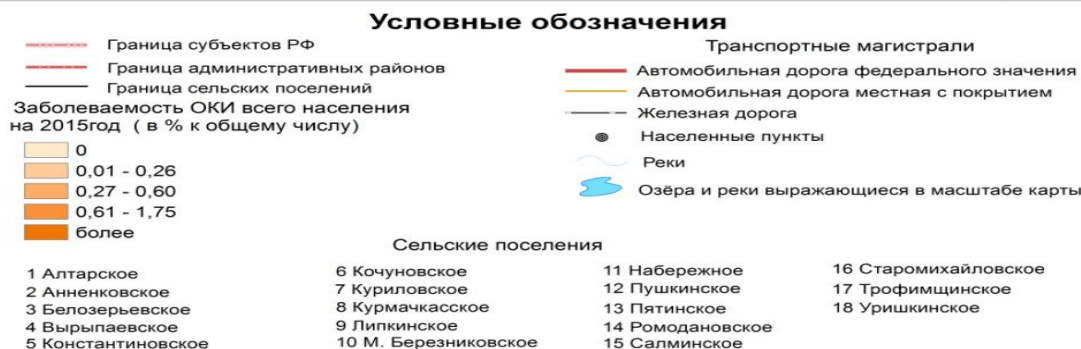 Условные обозначения
Граница субъектов РФ
Граница административных районов
Граница сельских поселений
Заболеваемость ОКИ всего населения
на 2015год ( в % к общему числу)
0
0,01 - 0,26
0,27 - 0,60
0,61 - 1,75
более
Транспортные магистрали
Автомобильная дорога федерального значения
Автомобильная дорога местная с покрытием
Железная дорога
Населенные пункты
Реки
Озёра и реки выражающиеся в масштабе карты
Сельские поселения
1 Алтарское
2 Анненковское
3 Белозерьевское
4 Вырыпаевское
5 Константиновское
6 Кочуновское
7 Куриловское
8 Курмачкасское
9 Липкинское
10 М. Березниковское
11 Набережное
12 Пушкинское
13 Пятинское
14 Ромодановское
15 Салминское
16 Старомихайловское
17 Трофимщинское
18 Уришкинское